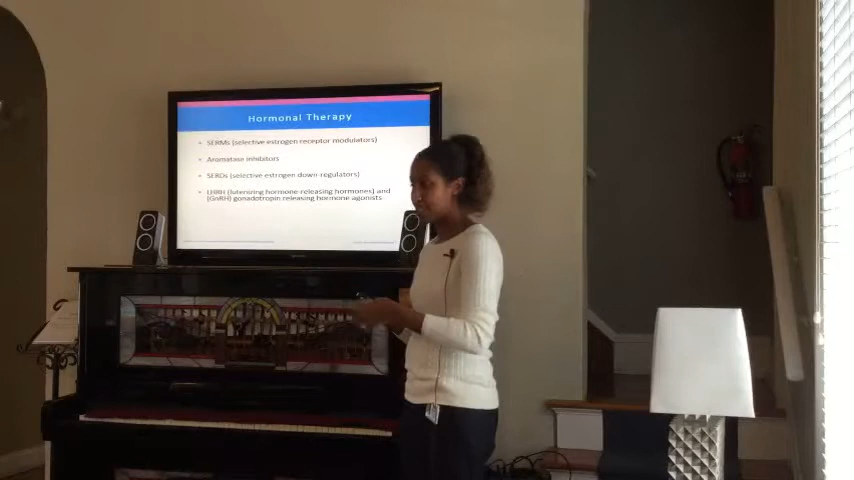 Hormonal Therapy
• SERMs (selective estrogen receptor modulators)
• Aromatase inhibitors
• SERDs (selective estrogen down-regulators)
• LHRH (luteinizing hormone-releasing hormones) and
(GnRH) gonadotropin releasing hormone agonists